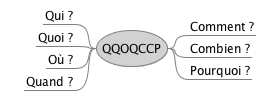 Qui ?
Quoi ?
Où ?
Quand ?
QQOQCCP
Comment ?
Combien ?
Pourquoi ?